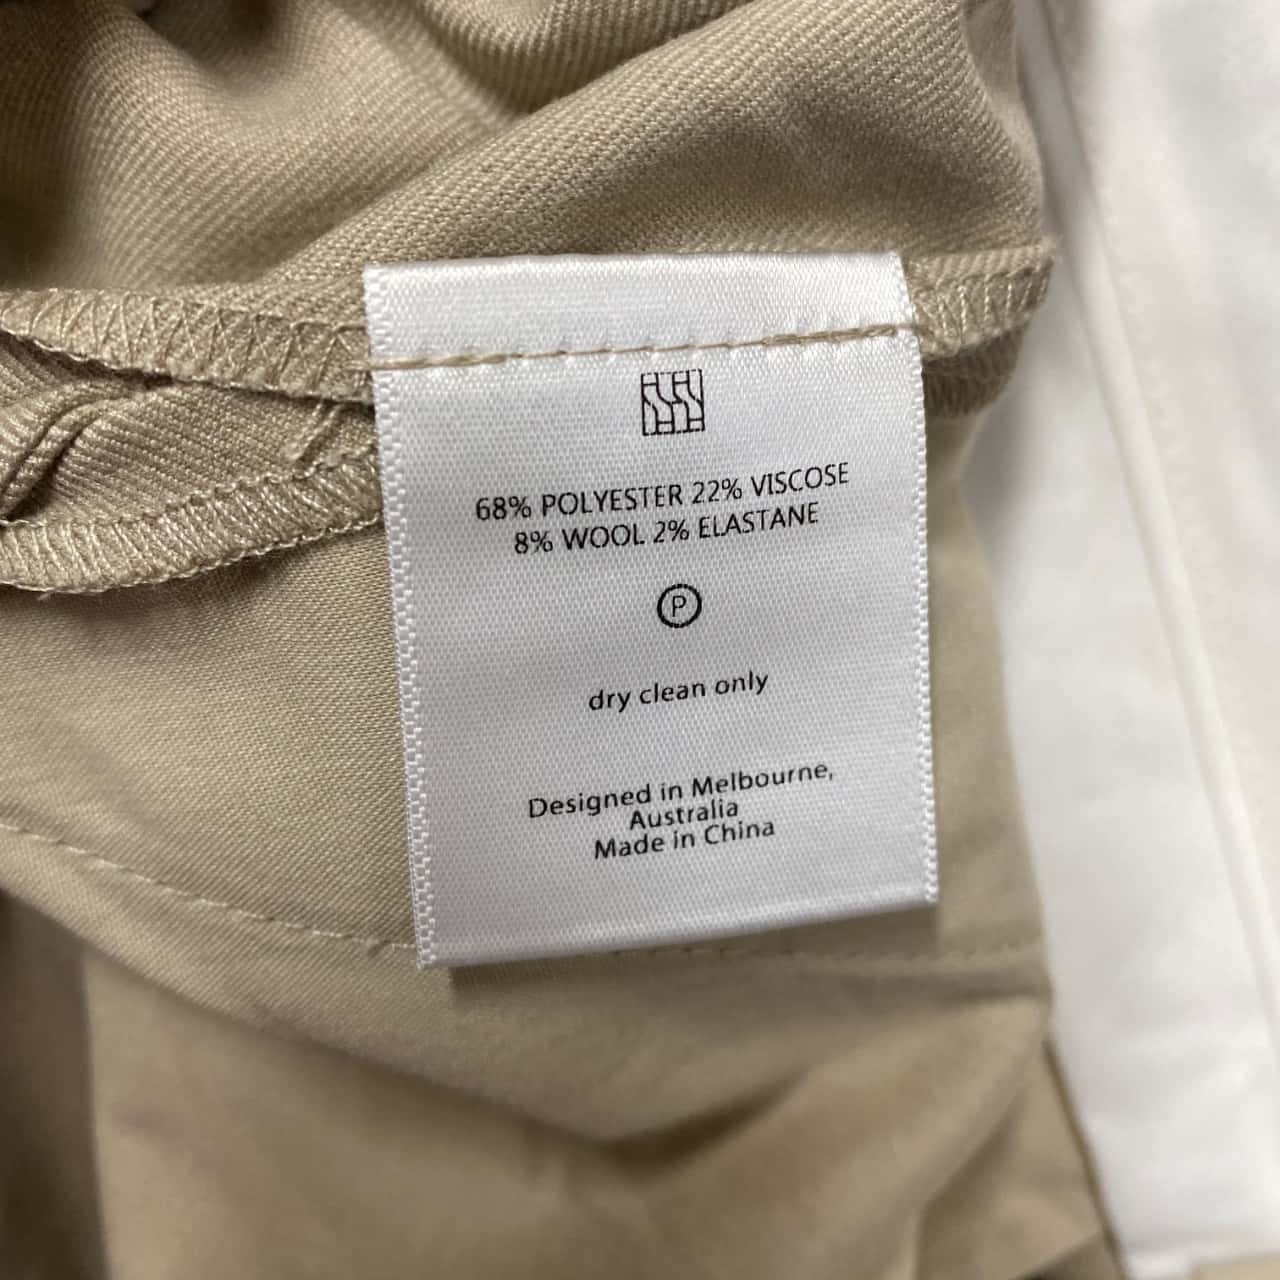 68% POLYESTER 22% VISCOSE
8% WOOL 2% ELASTANE
P
dry clean only
Designed in Melbourne,
Australia
Made in China